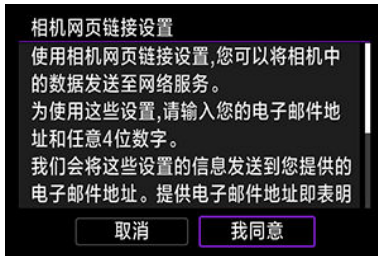 相机网页链接设置
使用相机网页链接设置,您可以将相机中
的数据发送至网络服务。
为使用这些设置,请输入您的电子邮件地
址和任意4位数字。
我们会将这些设置的信息发送到您提供的
电子邮件地址。提供电子邮件地址即表明
取消
我同意